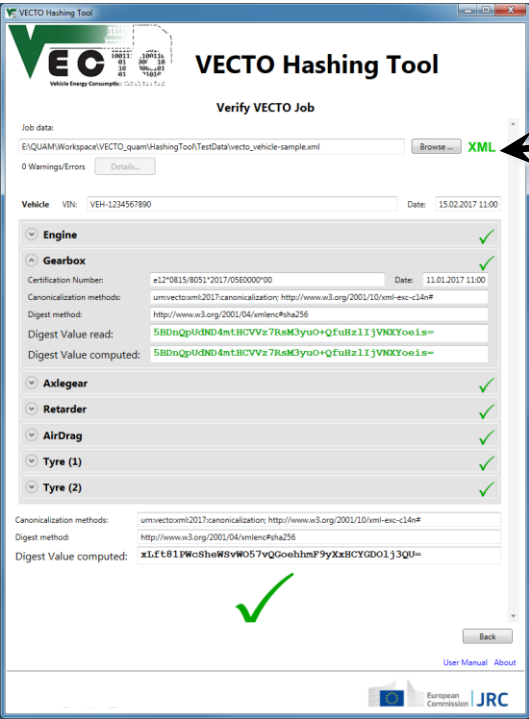 VECTO Hashing Tool
VECTO
Vehicle Energy Consumption
VECTO Hashing Tool
Verify VECTO Job
Job data:
E:\QUAM\Workspace\VECTO_quam\HashingTool\TestData\vecto_vehicle-sample.xml Browse ... XML
0 Warnings/Errors Details...
Vehicle VIN: VEH-1234567890 Date: 15.02.2017 11:00
Engine
Gearbox
Certification Number: e12*0815/8051*2017/05E0000*00 Date: 11.01.2017 11:00
Canonicalization methods: urn:vecto:xml:2017:canonicalization; http://www.w3.org/2001/10/xml-exc-c14n#
Digest method: http://www.w3.org/2001/04/xmlenc#sha256
Digest Value read: 5BDnQpUdND4mtHCVVz7RsM3yuO+QfuHzlIjVNXYoeis=
Digest Value computed: 5BDnQpUdND4mtHCVVz7RsM3yuO+QfuHzlIjVNXYoeis=
Axlegear
Retarder
AirDrag
Tyre (1)
Tyre (2)
Canonicalization methods: urn:vecto:xml:2017:canonicalization; http://www.w3.org/2001/10/xml-exc-c14n#
Digest method: http://www.w3.org/2001/04/xmlenc#sha256
Digest Value computed: xLft81PWcSheWSvWO57vQGoehhmF9yXxHCYGDOlj3QU=
Back
User Manual About
European
Commission JRC